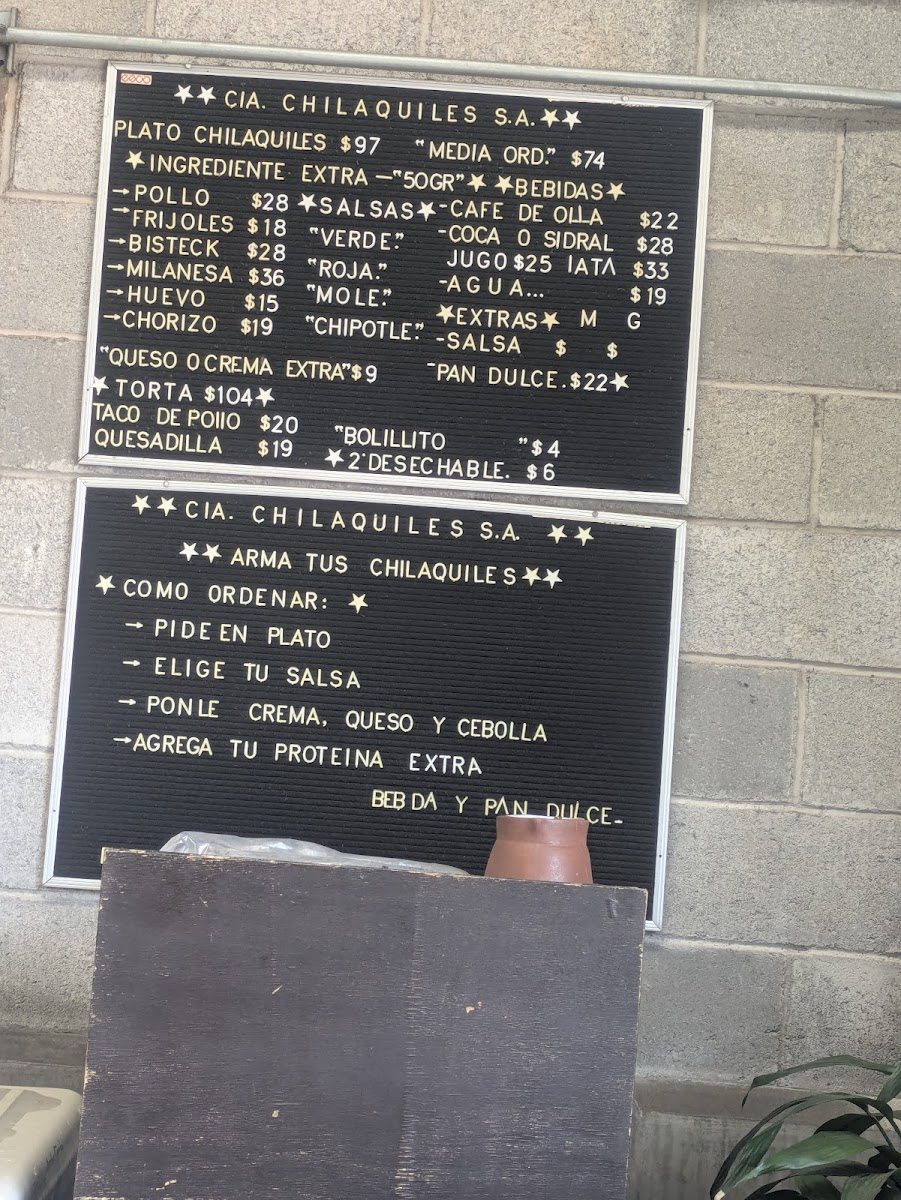 CIA. CHILAQUILES S.A.
PLATO CHILAQUILES $97 "MEDIA ORD." $74
★INGREDIENTE EXTRA —"50GR"★ ★BEBIDAS★
→POLLO $28 ★SALSAS★ -CAFE DE OLLA $22
→FRIJOLES $18 "VERDE." -COCA O SIDRAL $28
→BISTECK $28 "ROJA." JUGO $25 LATA $33
→MILANESA $36 "MOLE." -AGUA... $19
→HUEVO $15 "CHIPOTLE." ★EXTRAS★ M G
→CHORIZO $19 -SALSA $ $
"QUESO O CREMA EXTRA" $9 -PAN DULCE. $22★
★TORTA $104★
TACO DE POllO $20 "BOLILLITO " $4
QUESADILLA $19 ★2°DESECHABLE. $6
★★ CIA. CHILAQUILES S.A. ★★
★★ ARMA TUS CHILAQUILES★★
★COMO ORDENAR: ★
→ PIDE EN PLATO
→ ELIGE TU SALSA
→ PONLE CREMA, QUESO Y CEBOLLA
→AGREGA TU PROTEINA EXTRA
BEB DA Y PAN DULCE-